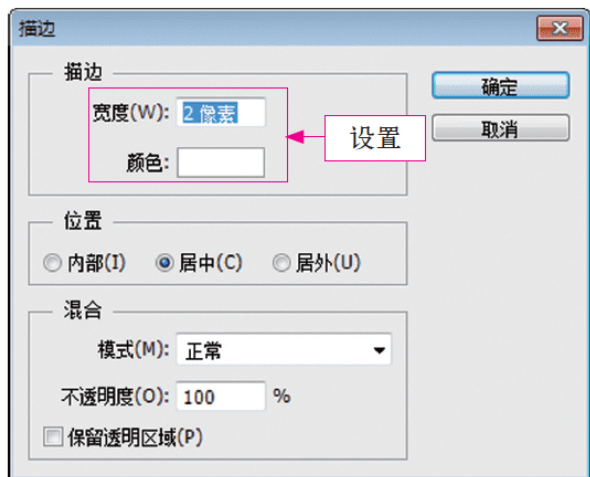 描边
描边
宽度(W): 2 像素
颜色:
设置
确定
取消
位置
内部(I) 居中(C) 居外(U)
混合
模式(M): 正常
不透明度(O): 100 %
保留透明区域(P)